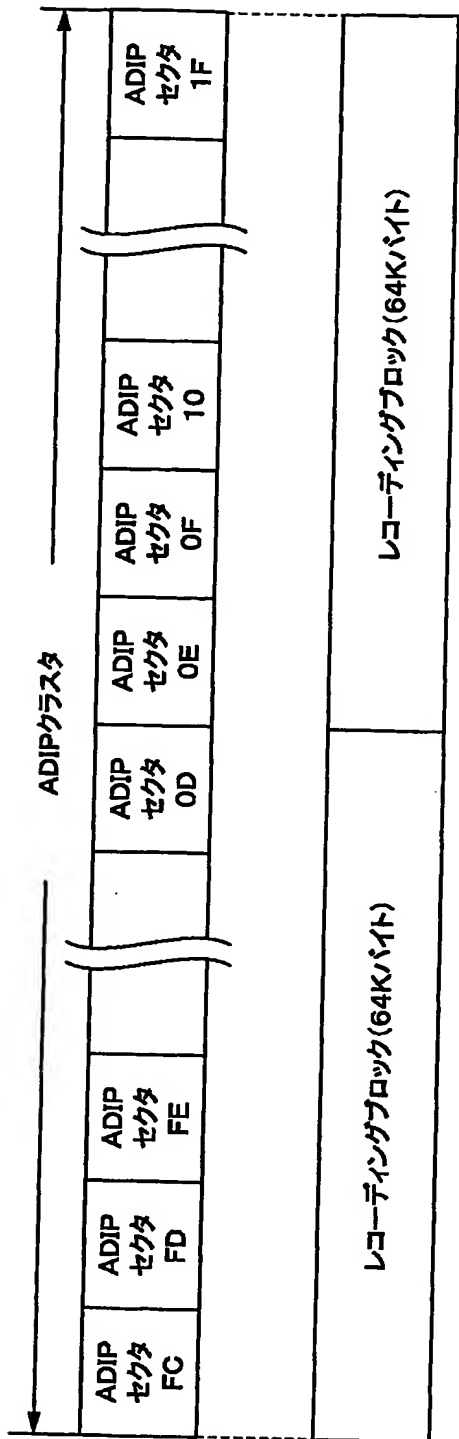 ADIPクラスタ
ADIP
セクタ
FC
ADIP
セクタ
FD
ADIP
セクタ
FE
ADIP
セクタ
0D
ADIP
セクタ
0E
ADIP
セクタ
0F
ADIP
セクタ
10
ADIP
セクタ
1F
レコーディングブロック(64Kバイト)
レコーディングブロック(64Kバイト)